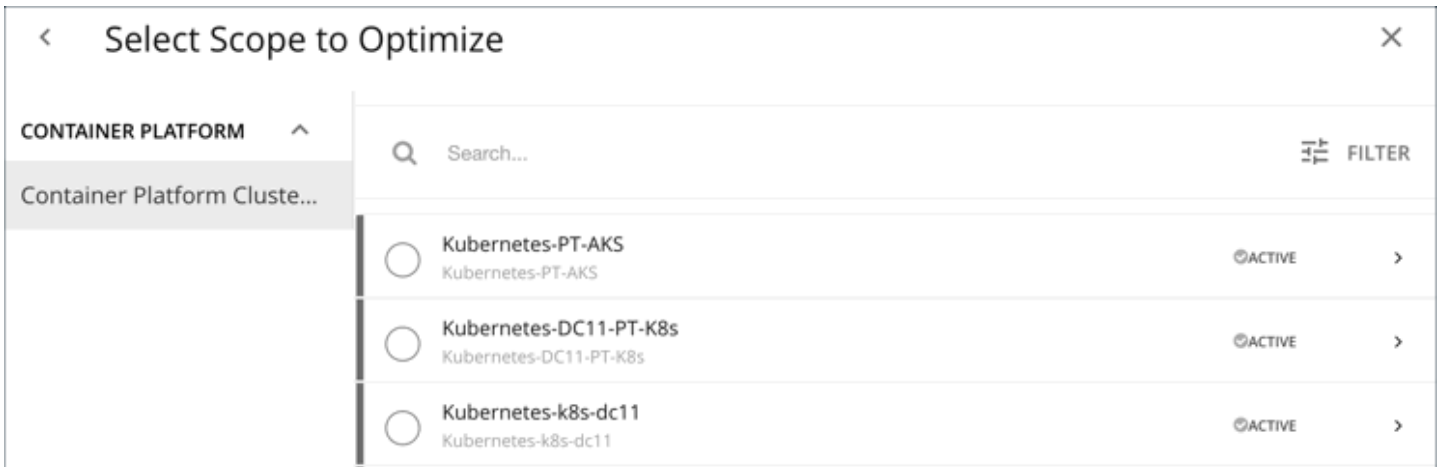 Select Scope to Optimize
CONTAINER PLATFORM
Container Platform Cluste...
Search...
FILTER
Kubernetes-PT-AKS
Kubernetes-PT-AKS
ACTIVE
Kubernetes-DC11-PT-K8s
Kubernetes-DC11-PT-K8s
ACTIVE
Kubernetes-k8s-dc11
Kubernetes-k8s-dc11
ACTIVE